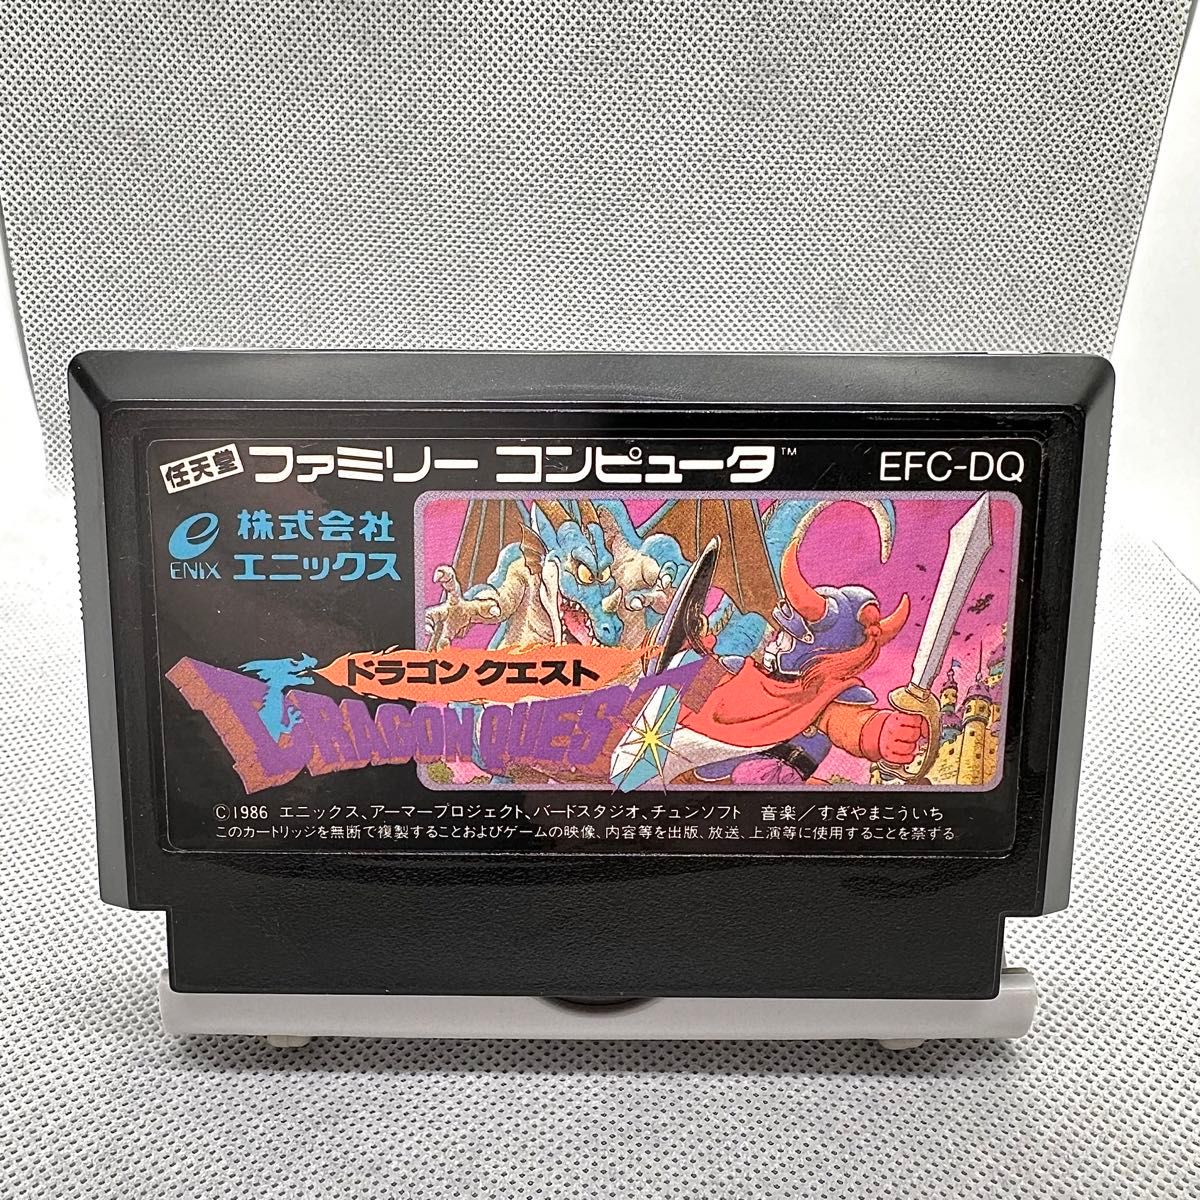 任天堂 ファミリー コンピュータ™ EFC-DQ
e 株式会社
ENIX エニックス
ドラゴン クエスト
DRAGON QUEST
©1986 エニックス、アーマープロジェクト、バードスタジオ、チュンソフト 音楽/すぎやまこういち
このカートリッジを無断で複製することおよびゲームの映像、内容等を出版、放送、上演等に使用することを禁ずる